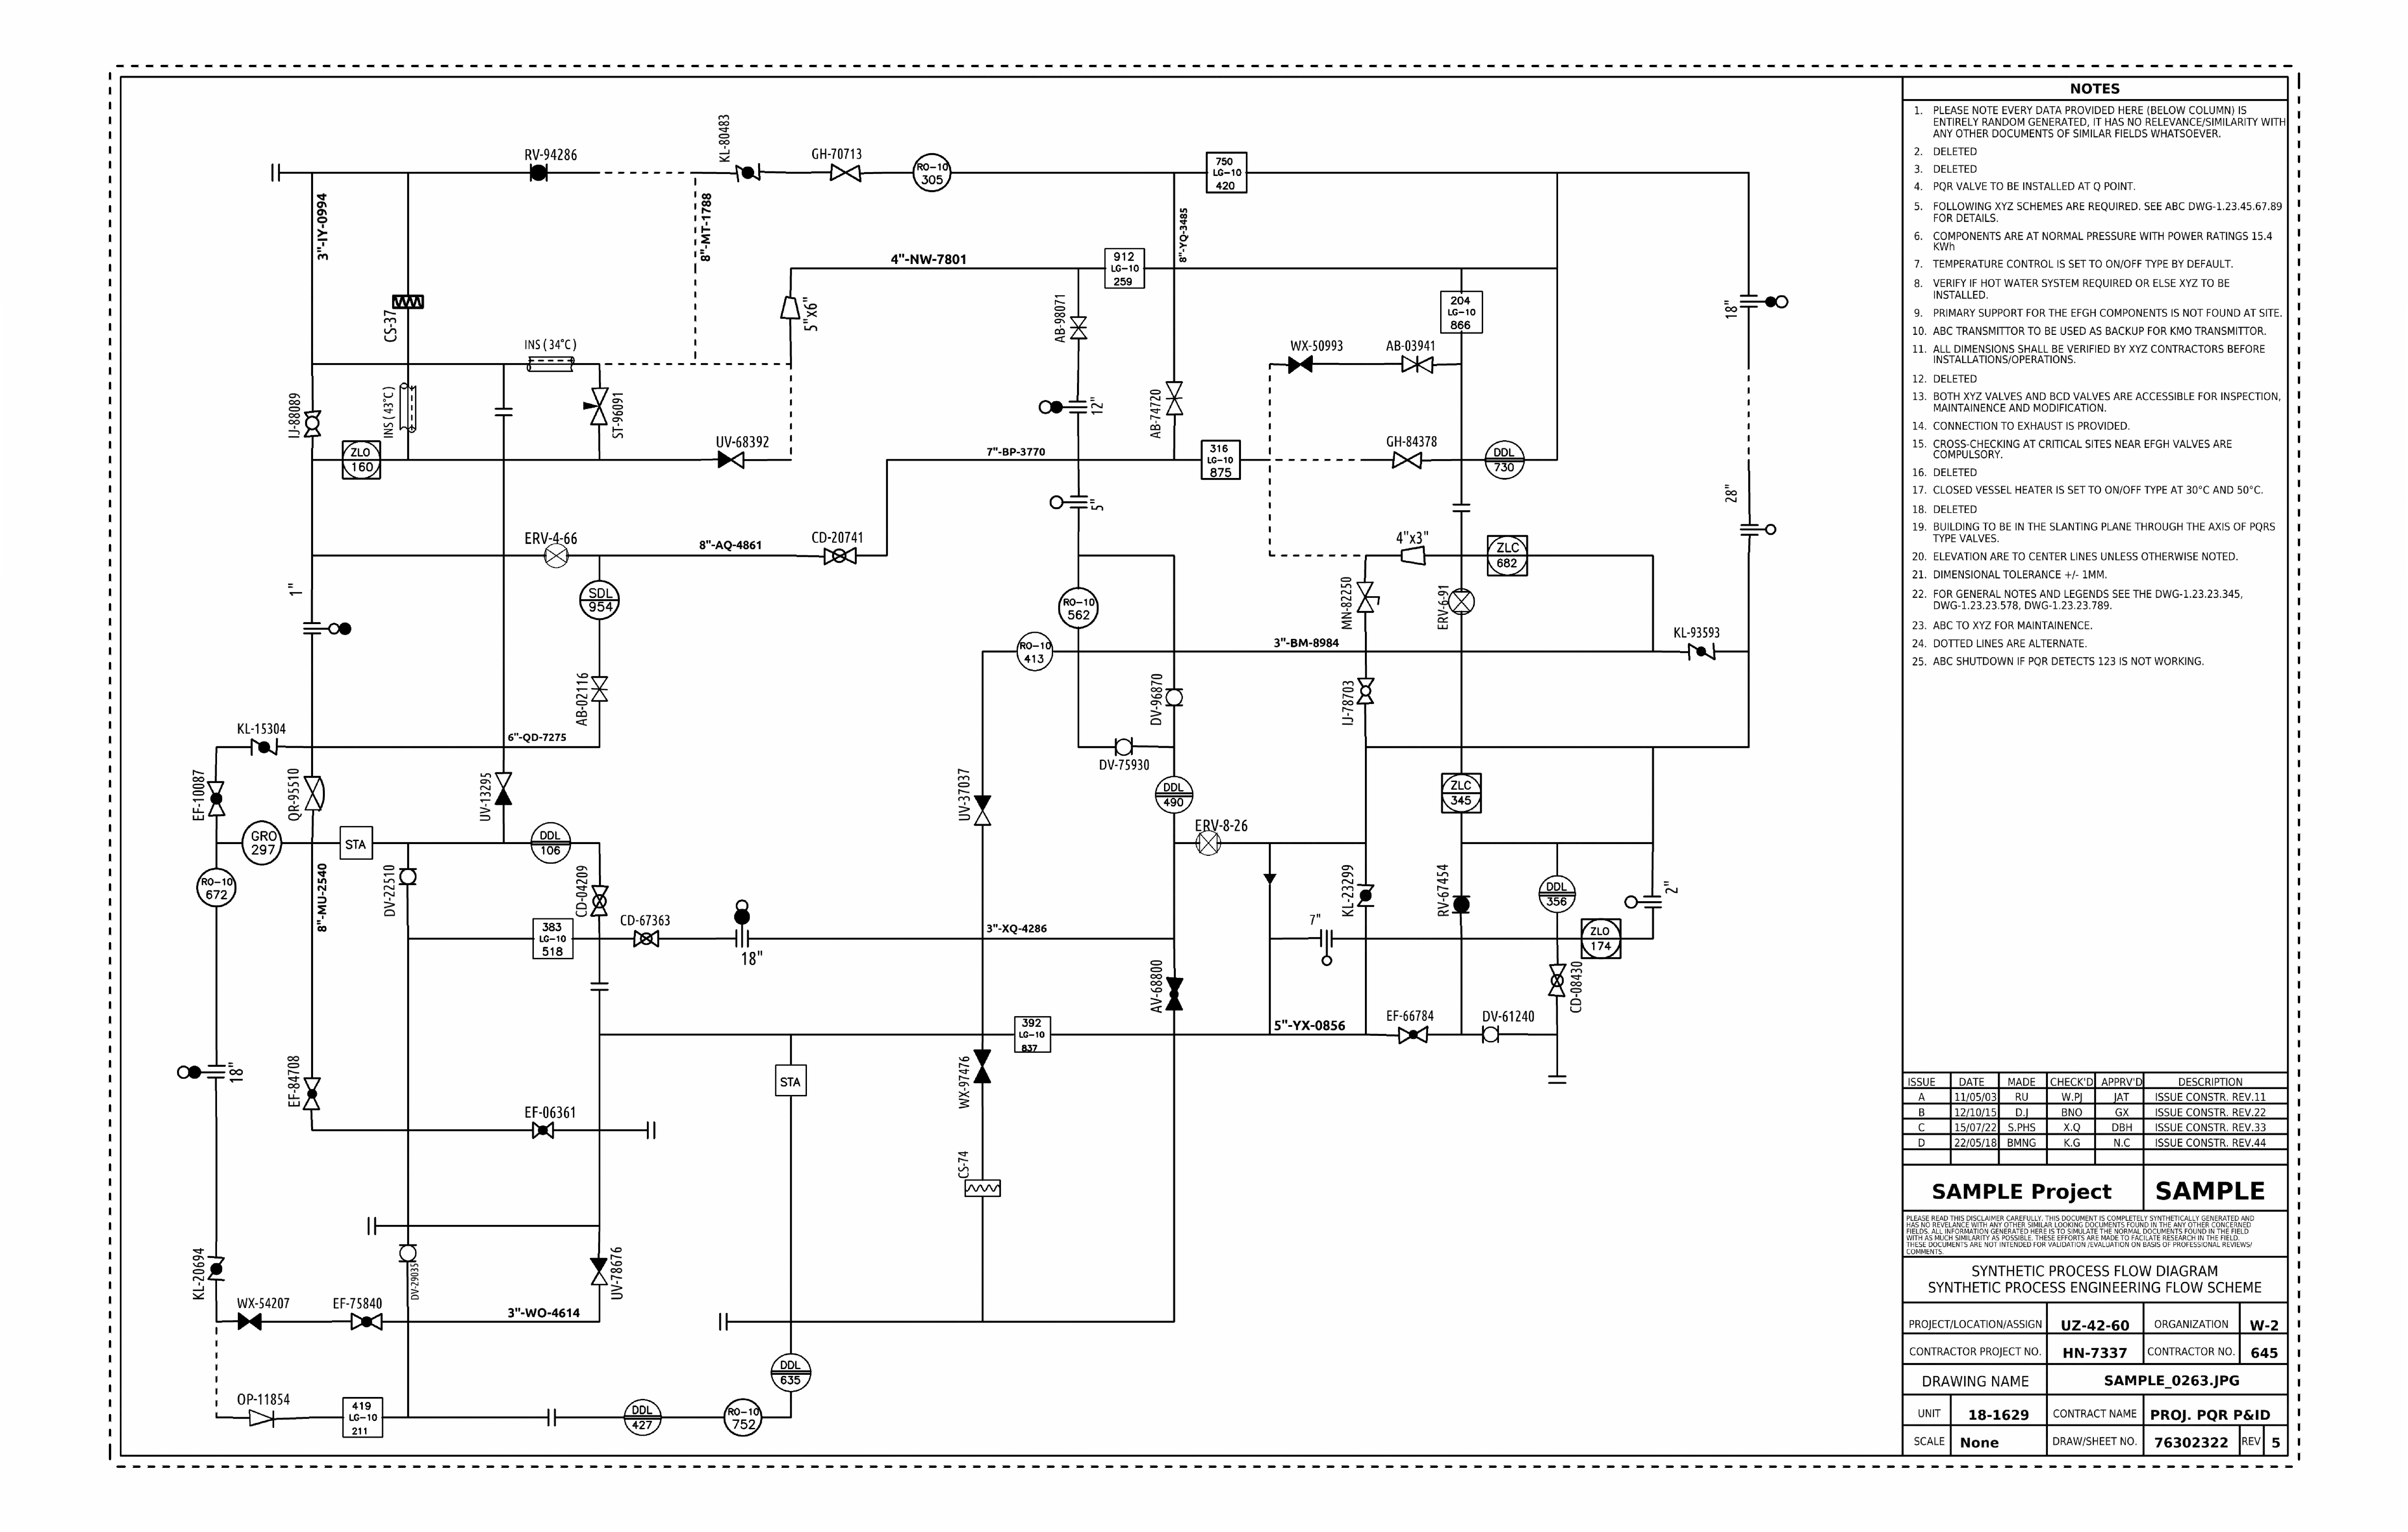 KL-80483
RV-94286
GH-70713
RO-10
305
750
LG-10
420
3"-IY-0994
8"-MT-1788
8"-YQ-3485
4"-NW-7801
912
LG-10
259
204
LG-10
866
18"
CS-37
5"x6"
AB-98071
INS(34°C)
WX-50993
AB-03941
IJ-88089
INS(43°C)
ST-96091
12"
AB-74720
ZLO
160
UV-68392
7"-BP-3770
316
LG-10
875
GH-84378
DDL
730
5"
28"
ERV-4-66
8"-AQ-4861
CD-20741
4"x3"
ZLC
682
1"
SDL
954
RO-10
562
MN-82250
ERV-6-91
RO-10
413
3"-BM-8984
KL-93593
AB-02116
DV-96870
IJ-78703
KL-15304
6"-QD-7275
DV-75930
EF-10087
QR-95510
UV-13295
UV-37037
DDL
490
ZLC
345
GRO
297
STA
DDL
106
ERV-8-26
RO-10
672
8"-MU-2540
DV-22510
CD-04209
KL-23299
RV-67454
DDL
356
2"
383
LG-10
518
CD-67363
18"
3"-XQ-4286
7"
ZLO
174
AV-68800
CD-08430
392
LG-10
837
5"-YX-0856
EF-66784
DV-61240
18"
EF-84708
STA
WX-97476
EF-06361
CS-74
KL-20694
DV-29035
UV-78676
WX-54207
EF-75840
3"-WO-4614
DDL
635
OP-11854
419
LG-10
211
DDL
427
RO-10
752
NOTES
1. PLEASE NOTE EVERY DATA PROVIDED HERE (BELOW COLUMN) IS
ENTIRELY RANDOM GENERATED, IT HAS NO RELEVANCE/SIMILARITY WITH
ANY OTHER DOCUMENTS OF SIMILAR FIELDS WHATSOEVER.
2. DELETED
3. DELETED
4. PQR VALVE TO BE INSTALLED AT Q POINT.
5. FOLLOWING XYZ SCHEMES ARE REQUIRED. SEE ABC DWG-1.23.45.67.89
FOR DETAILS.
6. COMPONENTS ARE AT NORMAL PRESSURE WITH POWER RATINGS 15.4
KWh
7. TEMPERATURE CONTROL IS SET TO ON/OFF TYPE BY DEFAULT.
8. VERIFY IF HOT WATER SYSTEM REQUIRED OR ELSE XYZ TO BE
INSTALLED.
9. PRIMARY SUPPORT FOR THE EFGH COMPONENTS IS NOT FOUND AT SITE.
10. ABC TRANSMITTOR TO BE USED AS BACKUP FOR KMO TRANSMITTOR.
11. ALL DIMENSIONS SHALL BE VERIFIED BY XYZ CONTRACTORS BEFORE
INSTALLATIONS/OPERATIONS.
12. DELETED
13. BOTH XYZ VALVES AND BCD VALVES ARE ACCESSIBLE FOR INSPECTION,
MAINTAINENCE AND MODIFICATION.
14. CONNECTION TO EXHAUST IS PROVIDED.
15. CROSS-CHECKING AT CRITICAL SITES NEAR EFGH VALVES ARE
COMPULSORY.
16. DELETED
17. CLOSED VESSEL HEATER IS SET TO ON/OFF TYPE AT 30°C AND 50°C.
18. DELETED
19. BUILDING TO BE IN THE SLANTING PLANE THROUGH THE AXIS OF PQRS
TYPE VALVES.
20. ELEVATION ARE TO CENTER LINES UNLESS OTHERWISE NOTED.
21. DIMENSIONAL TOLERANCE +/- 1MM.
22. FOR GENERAL NOTES AND LEGENDS SEE THE DWG-1.23.23.345,
DWG-1.23.23.578, DWG-1.23.23.789.
23. ABC TO XYZ FOR MAINTAINENCE.
24. DOTTED LINES ARE ALTERNATE.
25. ABC SHUTDOWN IF PQR DETECTS 123 IS NOT WORKING.
ISSUE DATE MADE CHECK'D APPRV'D DESCRIPTION
A 11/05/03 RU W.PJ JAT ISSUE CONSTR. REV.11
B 12/10/15 D.J BNO GX ISSUE CONSTR. REV.22
C 15/07/22 S.PHS X.Q DBH ISSUE CONSTR. REV.33
D 22/05/18 BMNG K.G N.C ISSUE CONSTR. REV.44
SAMPLE Project SAMPLE
PLEASE READ THIS DISCLAIMER CAREFULLY. THIS DOCUMENT IS COMPLETELY SYNTHETICALLY GENERATED AND
HAS NO REVELANCE WITH ANY OTHER SIMILAR LOOKING DOCUMENTS FOUND IN THE ANY OTHER CONCERNED
FIELDS. ALL INFORMATION GENERATED HERE IS TO SIMULATE THE NORMAL DOCUMENTS FOUND IN THE FIELD
WITH AS MUCH SIMILARITY AS POSSIBLE. THESE EFFORTS ARE MADE TO FACILATE RESEARCH IN THE FIELD.
THESE DOCUMENTS ARE NOT INTENDED FOR VALIDATION /EVALUATION ON BASIS OF PROFESSIONAL REVIEWS/
COMMENTS.
SYNTHETIC PROCESS FLOW DIAGRAM
SYNTHETIC PROCESS ENGINEERING FLOW SCHEME
PROJECT/LOCATION/ASSIGN UZ-42-60 ORGANIZATION W-2
CONTRACTOR PROJECT NO. HN-7337 CONTRACTOR NO. 645
DRAWING NAME SAMPLE_0263.JPG
UNIT 18-1629 CONTRACT NAME PROJ. PQR P&ID
SCALE None DRAW/SHEET NO. 76302322 REV 5